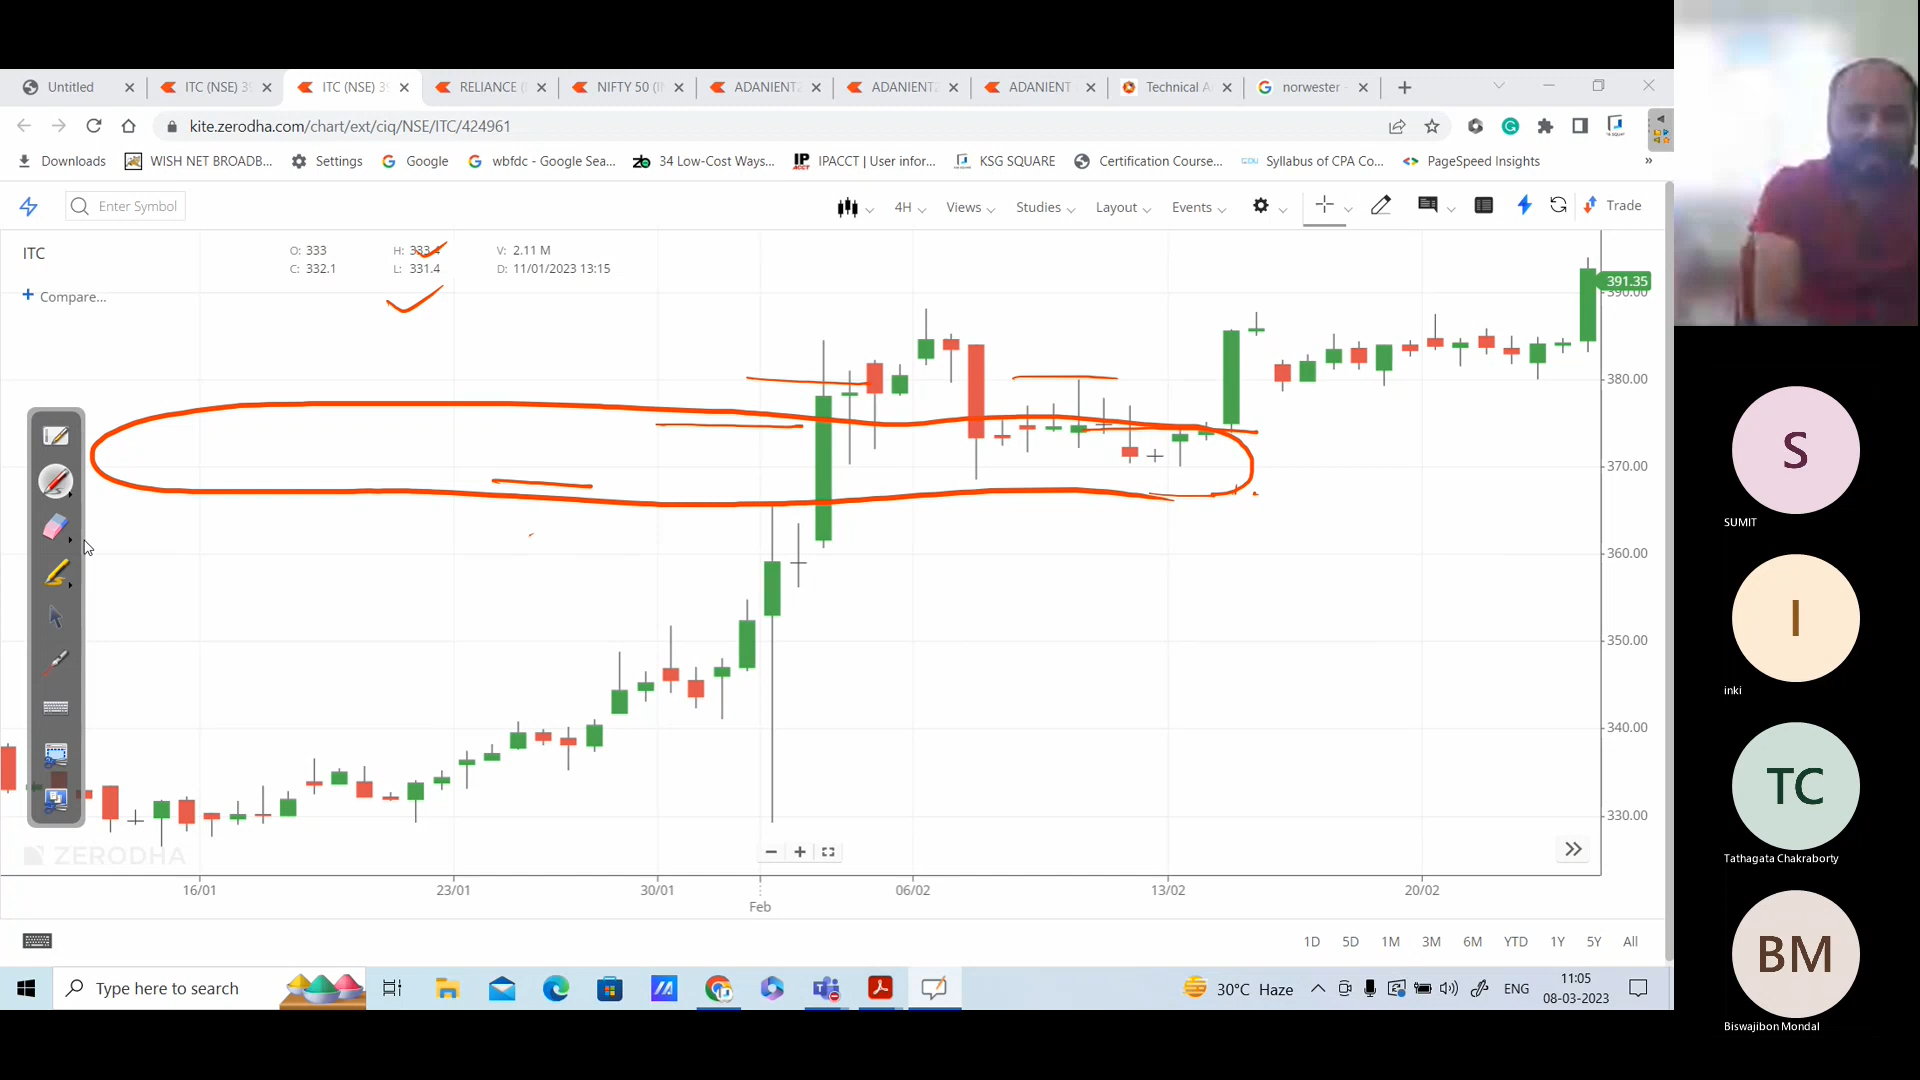 Untitled
ITC (NSE) 3
ITC (NSE) 39
RELIANCE (
NIFTY 50 (I
ADANIENT2
ADANIENT2
ADANIENT
Technical A
norwester -
kite.zerodha.com/chart/ext/ciq/NSE/ITC/424961
Downloads
WISH NET BROADB...
Settings
Google
wbfdc - Google Sea...
34 Low-Cost Ways...
IPACCT | User infor...
KSG SQUARE
Certification Course...
Syllabus of CPA Co...
PageSpeed Insights
»
Enter Symbol
4H
Views
Studies
Layout
Events
Trade
ITC
O: 333
H: 333.4
V: 2.11 M
C: 332.1
L: 331.4
D: 11/01/2023 13:15
+ Compare...
391.35
390.00
380.00
370.00
360.00
350.00
340.00
330.00
ZERODHA
16/01
23/01
30/01
06/02
13/02
20/02
Feb
1D
5D
1M
3M
6M
YTD
1Y
5Y
All
Type here to search
30°C Haze
ENG
11:05
08-03-2023
S
SUMIT
I
inki
TC
Tathagata Chakraborty
BM
Biswajibon Mondal